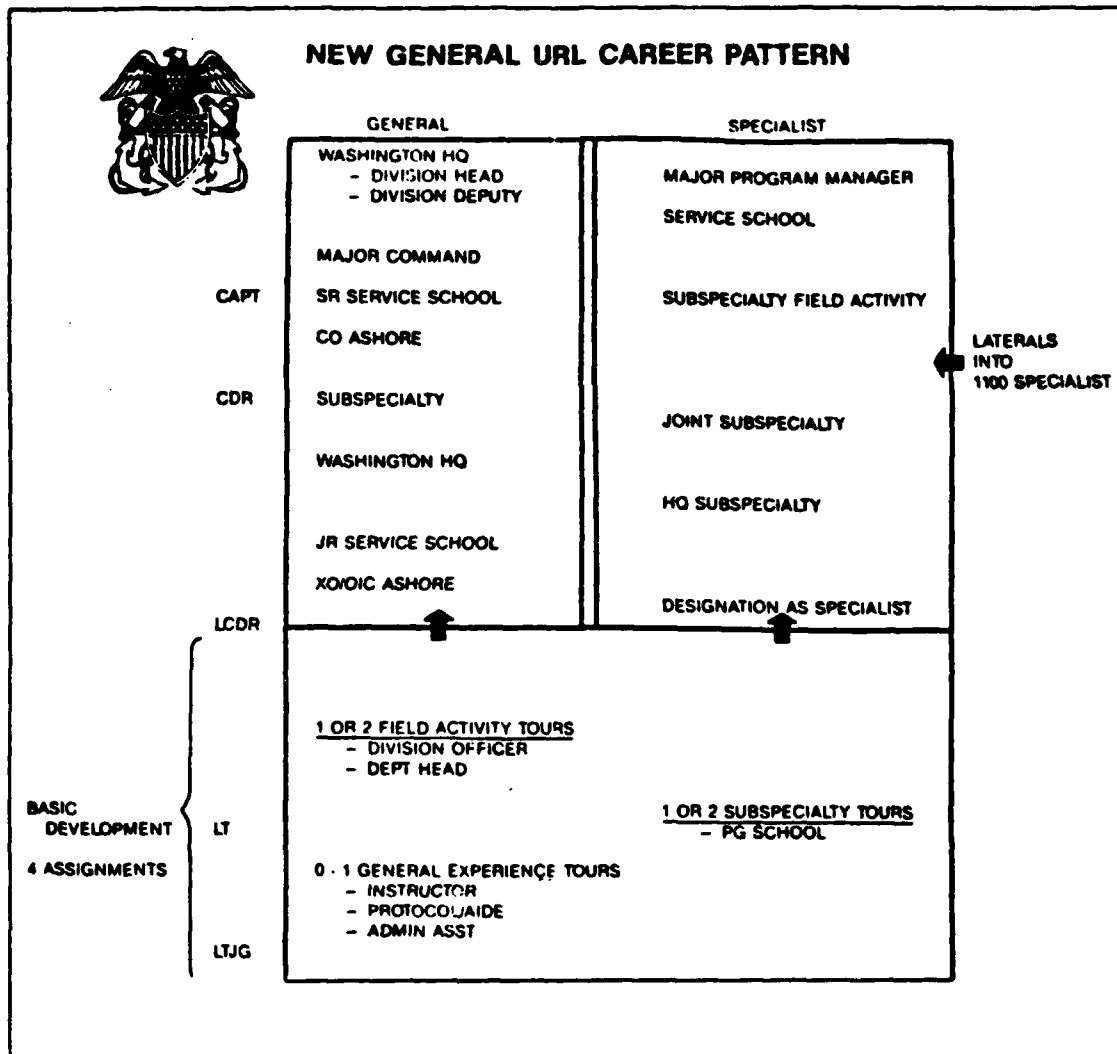 NEW GENERAL URL CAREER PATTERN
GENERAL
SPECIALIST
WASHINGTON HQ
- DIVISION HEAD
- DIVISION DEPUTY
MAJOR PROGRAM MANAGER
SERVICE SCHOOL
MAJOR COMMAND
CAPT
SR SERVICE SCHOOL
SUBSPECIALTY FIELD ACTIVITY
CO ASHORE
LATERALS
INTO
1100 SPECIALIST
CDR
SUBSPECIALTY
JOINT SUBSPECIALTY
WASHINGTON HQ
HQ SUBSPECIALTY
JR SERVICE SCHOOL
XO/OIC ASHORE
DESIGNATION AS SPECIALIST
LCDR
1 OR 2 FIELD ACTIVITY TOURS
- DIVISION OFFICER
- DEPT HEAD
BASIC
DEVELOPMENT
4 ASSIGNMENTS
LT
1 OR 2 SUBSPECIALTY TOURS
- PG SCHOOL
0 - 1 GENERAL EXPERIENCE TOURS
- INSTRUCTOR
- PROTOCOL/AIDE
- ADMIN ASST
LTJG